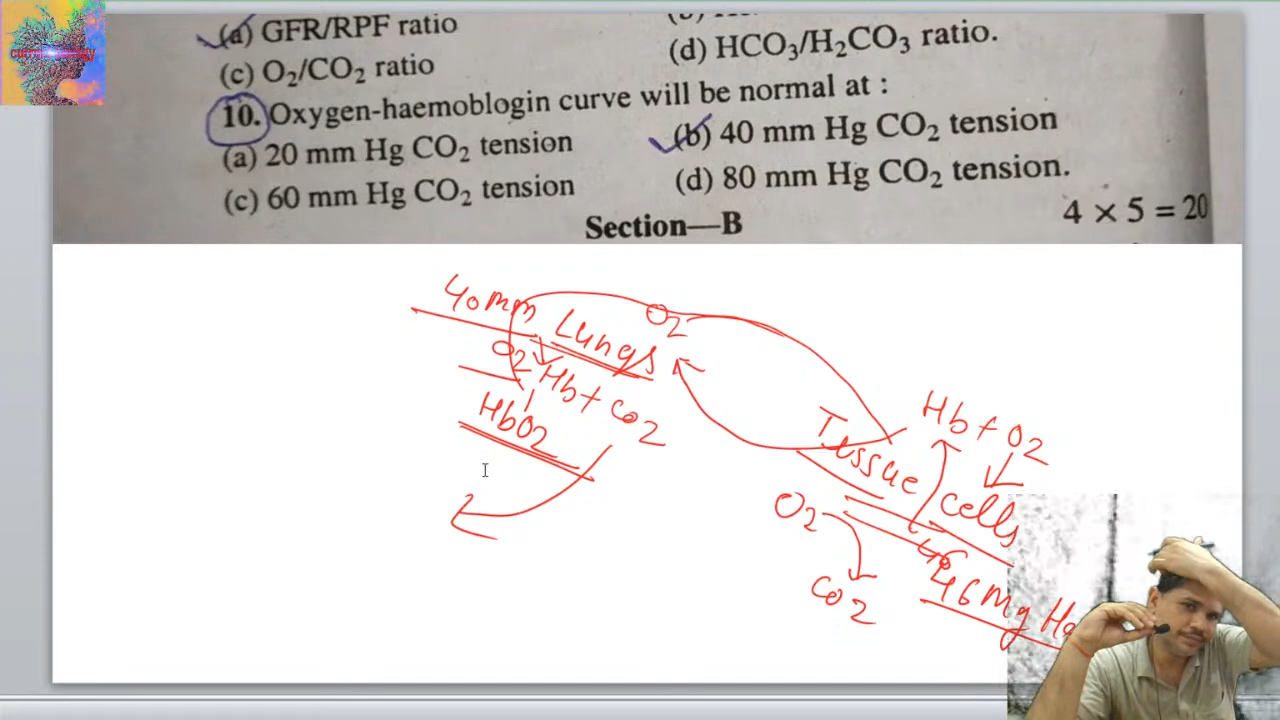 (a) GFR/RPF ratio
(c) O₂/CO₂ ratio
(d) HCO₃/H₂CO₃ ratio.
10. Oxygen-haemoblogin curve will be normal at :
(a) 20 mm Hg CO₂ tension
(b) 40 mm Hg CO₂ tension
(c) 60 mm Hg CO₂ tension
(d) 80 mm Hg CO₂ tension.
Section—B
4 × 5 = 20
40mm
Lungs
O₂
O₂
Hb+ CO₂
HbO₂
Tissue
Hb + O₂
cells
O₂
CO₂
46 Mg